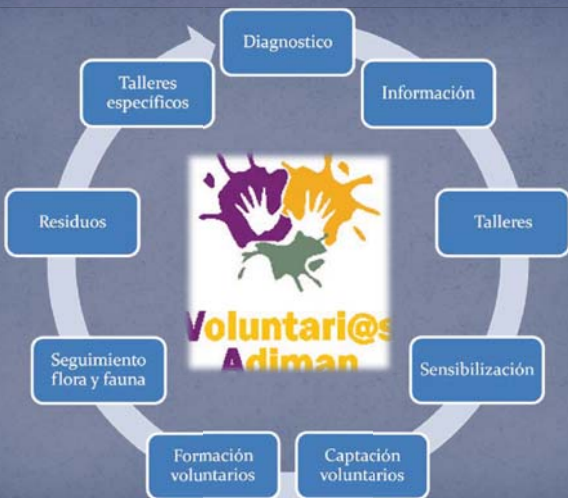 Diagnostico
Información
Talleres
Sensibilización
Captación
voluntarios
Formación
voluntarios
Seguimiento
flora y fauna
Residuos
Talleres
específicos
Voluntari@s
Adiman